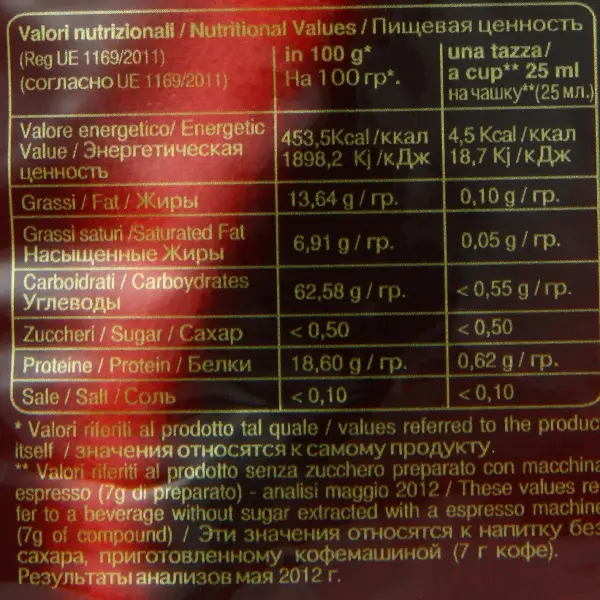 Valori nutrizionali / Nutritional Values / Пищевая ценность
(Reg UE 1169/2011)
(согласно UE 1169/2011)
in 100 g*
На 100гр*.
una tazza/
a cup** 25 ml
на чашку**(25 мл.)
Valore energetico/ Energetic
Value / Энергетическая
ценность
453,5Kcal /ккал
1898,2 Kj /кДж
4,5 Kcal /ккал
18,7 Kj /кДж
Grassi / Fat / Жиры
13,64 g / гр.
0,10 g / гр.
Grassi saturi /Saturated Fat
Насыщенные Жиры
6,91 g / гр.
0,05 g / гр.
Carboidrati / Carboydrates
Углеводы
62,58 g / гр.
< 0,55 g / гр.
Zuccheri / Sugar / Сахар
< 0,50
< 0,50
Proteine / Protein / Белки
18,60 g / гр.
0,62 g / гр.
Sale / Salt / Соль
< 0,10
< 0,10
* Valori riferiti al prodotto tal quale / values referred to the produc
itself / значения относятся к самому продукту.
** Valori riferiti al prodotto senza zucchero preparato con macchina
espresso (7g di preparato) - analisi maggio 2012 / These values re
fer to a beverage without sugar extracted with a espresso machine
(7g of compound) / Эти значения относятся к напитку без
сахара, приготовленному кофемашиной (7 г кофе).
Результаты анализов мая 2012 г.